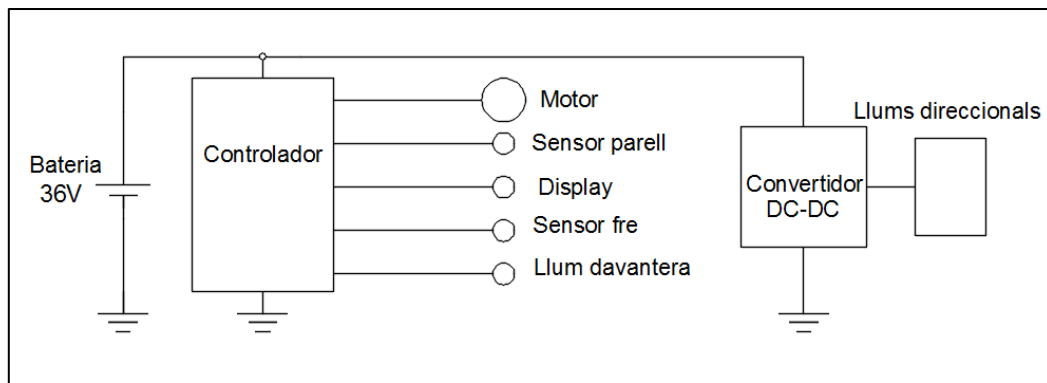 Bateria
36V
Controlador
Motor
Sensor parell
Display
Sensor fre
Llum davantera
Convertidor
DC-DC
Llums direccionals